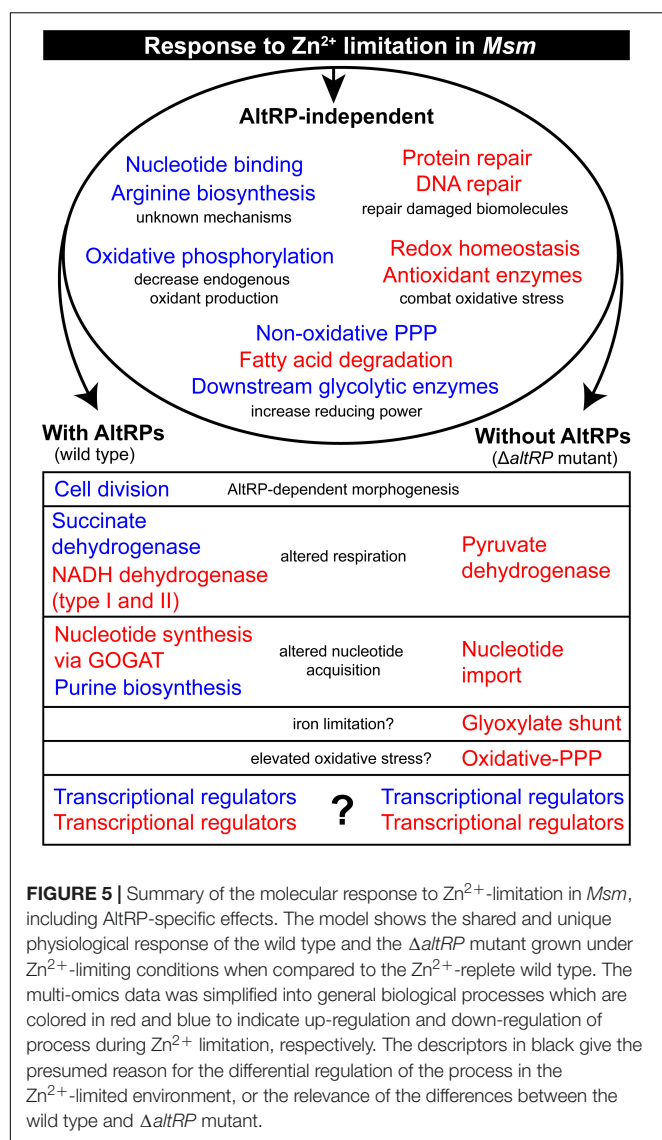 Response to Zn²⁺ limitation in Msm
AltRP-independent
Nucleotide binding
Arginine biosynthesis
unknown mechanisms
Protein repair
DNA repair
repair damaged biomolecules
Oxidative phosphorylation
decrease endogenous
oxidant production
Redox homeostasis
Antioxidant enzymes
combat oxidative stress
Non-oxidative PPP
Fatty acid degradation
Downstream glycolytic enzymes
increase reducing power
With AltRPs
(wild type)
Without AltRPs
(ΔaltRP mutant)
Cell division
AltRP-dependent morphogenesis
Succinate
dehydrogenase
NADH dehydrogenase
(type I and II)
altered respiration
Pyruvate
dehydrogenase
Nucleotide synthesis
via GOGAT
Purine biosynthesis
altered nucleotide
acquisition
Nucleotide
import
iron limitation?
Glyoxylate shunt
elevated oxidative stress?
Oxidative-PPP
Transcriptional regulators
Transcriptional regulators
?
Transcriptional regulators
Transcriptional regulators
FIGURE 5 | Summary of the molecular response to Zn²⁺-limitation in Msm,
including AltRP-specific effects. The model shows the shared and unique
physiological response of the wild type and the ΔaltRP mutant grown under
Zn²⁺-limiting conditions when compared to the Zn²⁺-replete wild type. The
multi-omics data was simplified into general biological processes which are
colored in red and blue to indicate up-regulation and down-regulation of
process during Zn²⁺ limitation, respectively. The descriptors in black give the
presumed reason for the differential regulation of the process in the
Zn²⁺-limited environment, or the relevance of the differences between the
wild type and ΔaltRP mutant.